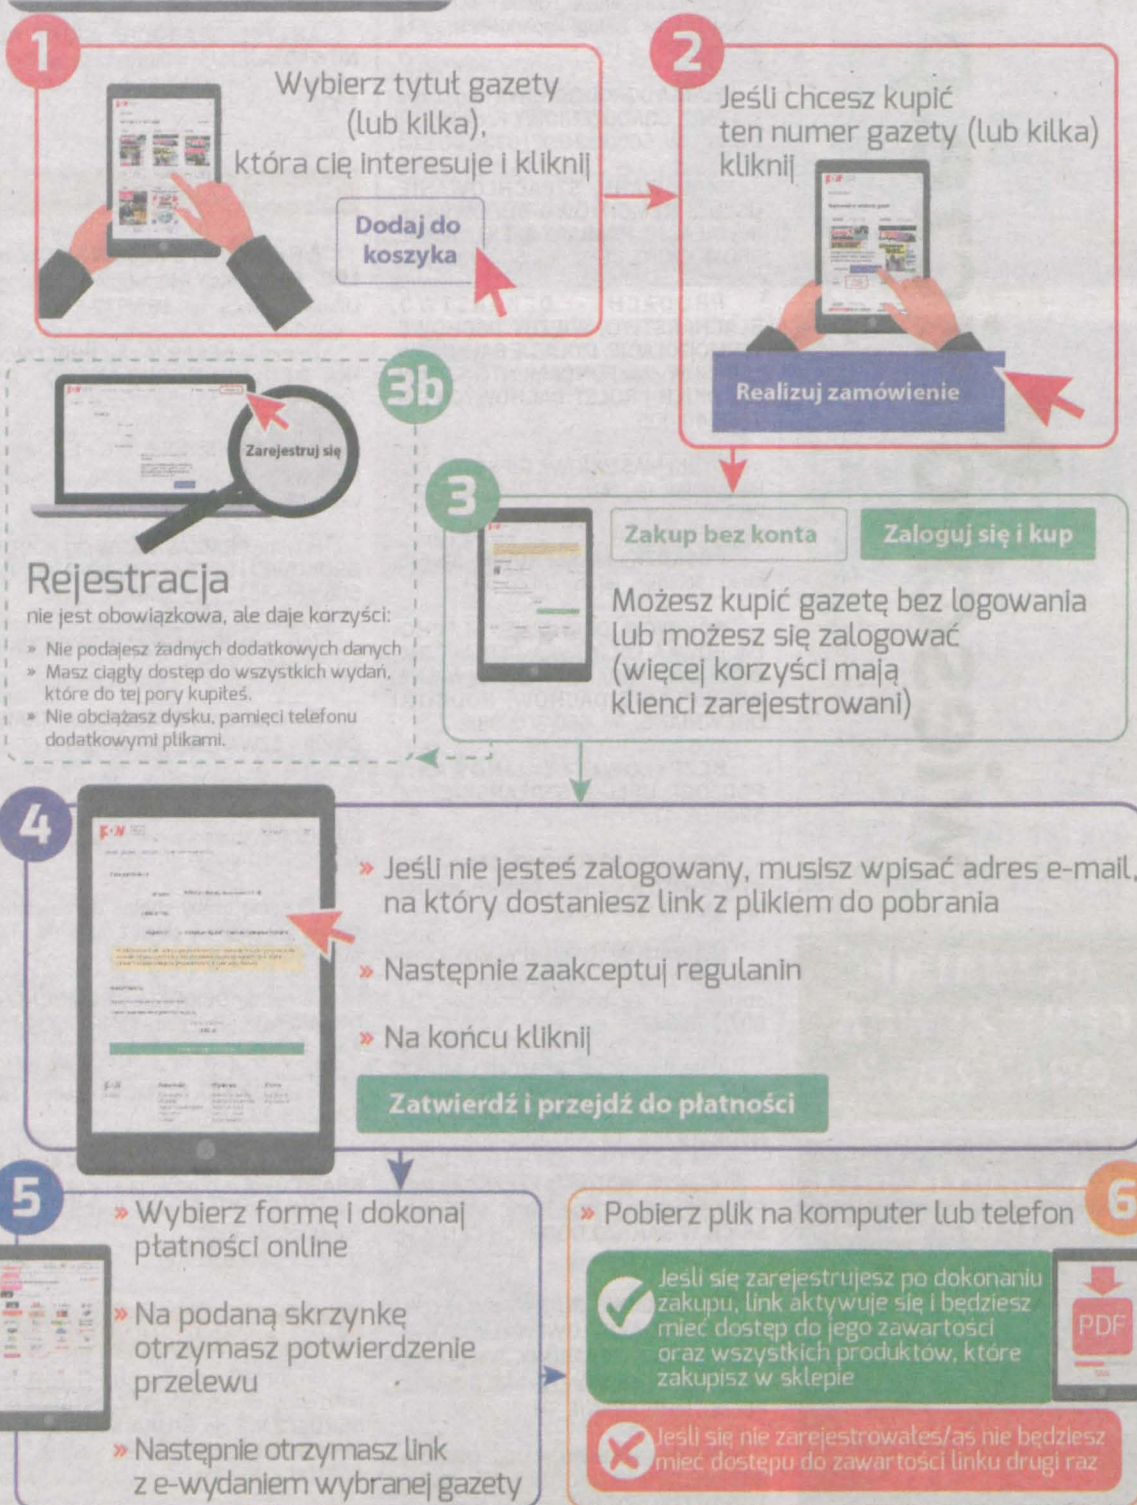 1
Wybierz tytuł gazety
(lub kilka),
która cię interesuje i kliknij
Dodaj do
koszyka
2
Jeśli chcesz kupić
ten numer gazety (lub kilka)
kliknij
Realizuj zamówienie
3b
Zarejestruj się
Rejestracja
nie jest obowiązkowa, ale daje korzyści:
» Nie podajesz żadnych dodatkowych danych
» Masz ciągły dostęp do wszystkich wydań,
które do tej pory kupiłeś.
» Nie obciążasz dysku, pamięci telefonu
dodatkowymi plikami.
3
Zakup bez konta
Zaloguj się i kup
Możesz kupić gazetę bez logowania
lub możesz się zalogować
(więcej korzyści mają
klienci zarejestrowani)
4
» Jeśli nie jesteś zalogowany, musisz wpisać adres e-mail,
na który dostaniesz link z plikiem do pobrania
» Następnie zaakceptuj regulanin
» Na końcu kliknij
Zatwierdź i przejdź do płatności
5
» Wybierz formę i dokonaj
płatności online
» Na podaną skrzynkę
otrzymasz potwierdzenie
przelewu
» Następnie otrzymasz link
z e-wydaniem wybranej gazety
6
» Pobierz plik na komputer lub telefon
Jeśli się zarejestrujesz po dokonaniu
zakupu, link aktywuje się i będziesz
mieć dostęp do jego zawartości
oraz wszystkich produktów, które
zakupisz w sklepie
PDF
Jeśli się nie zarejestrowałeś/aś nie będziesz
mieć dostępu do zawartości linku drugi raz